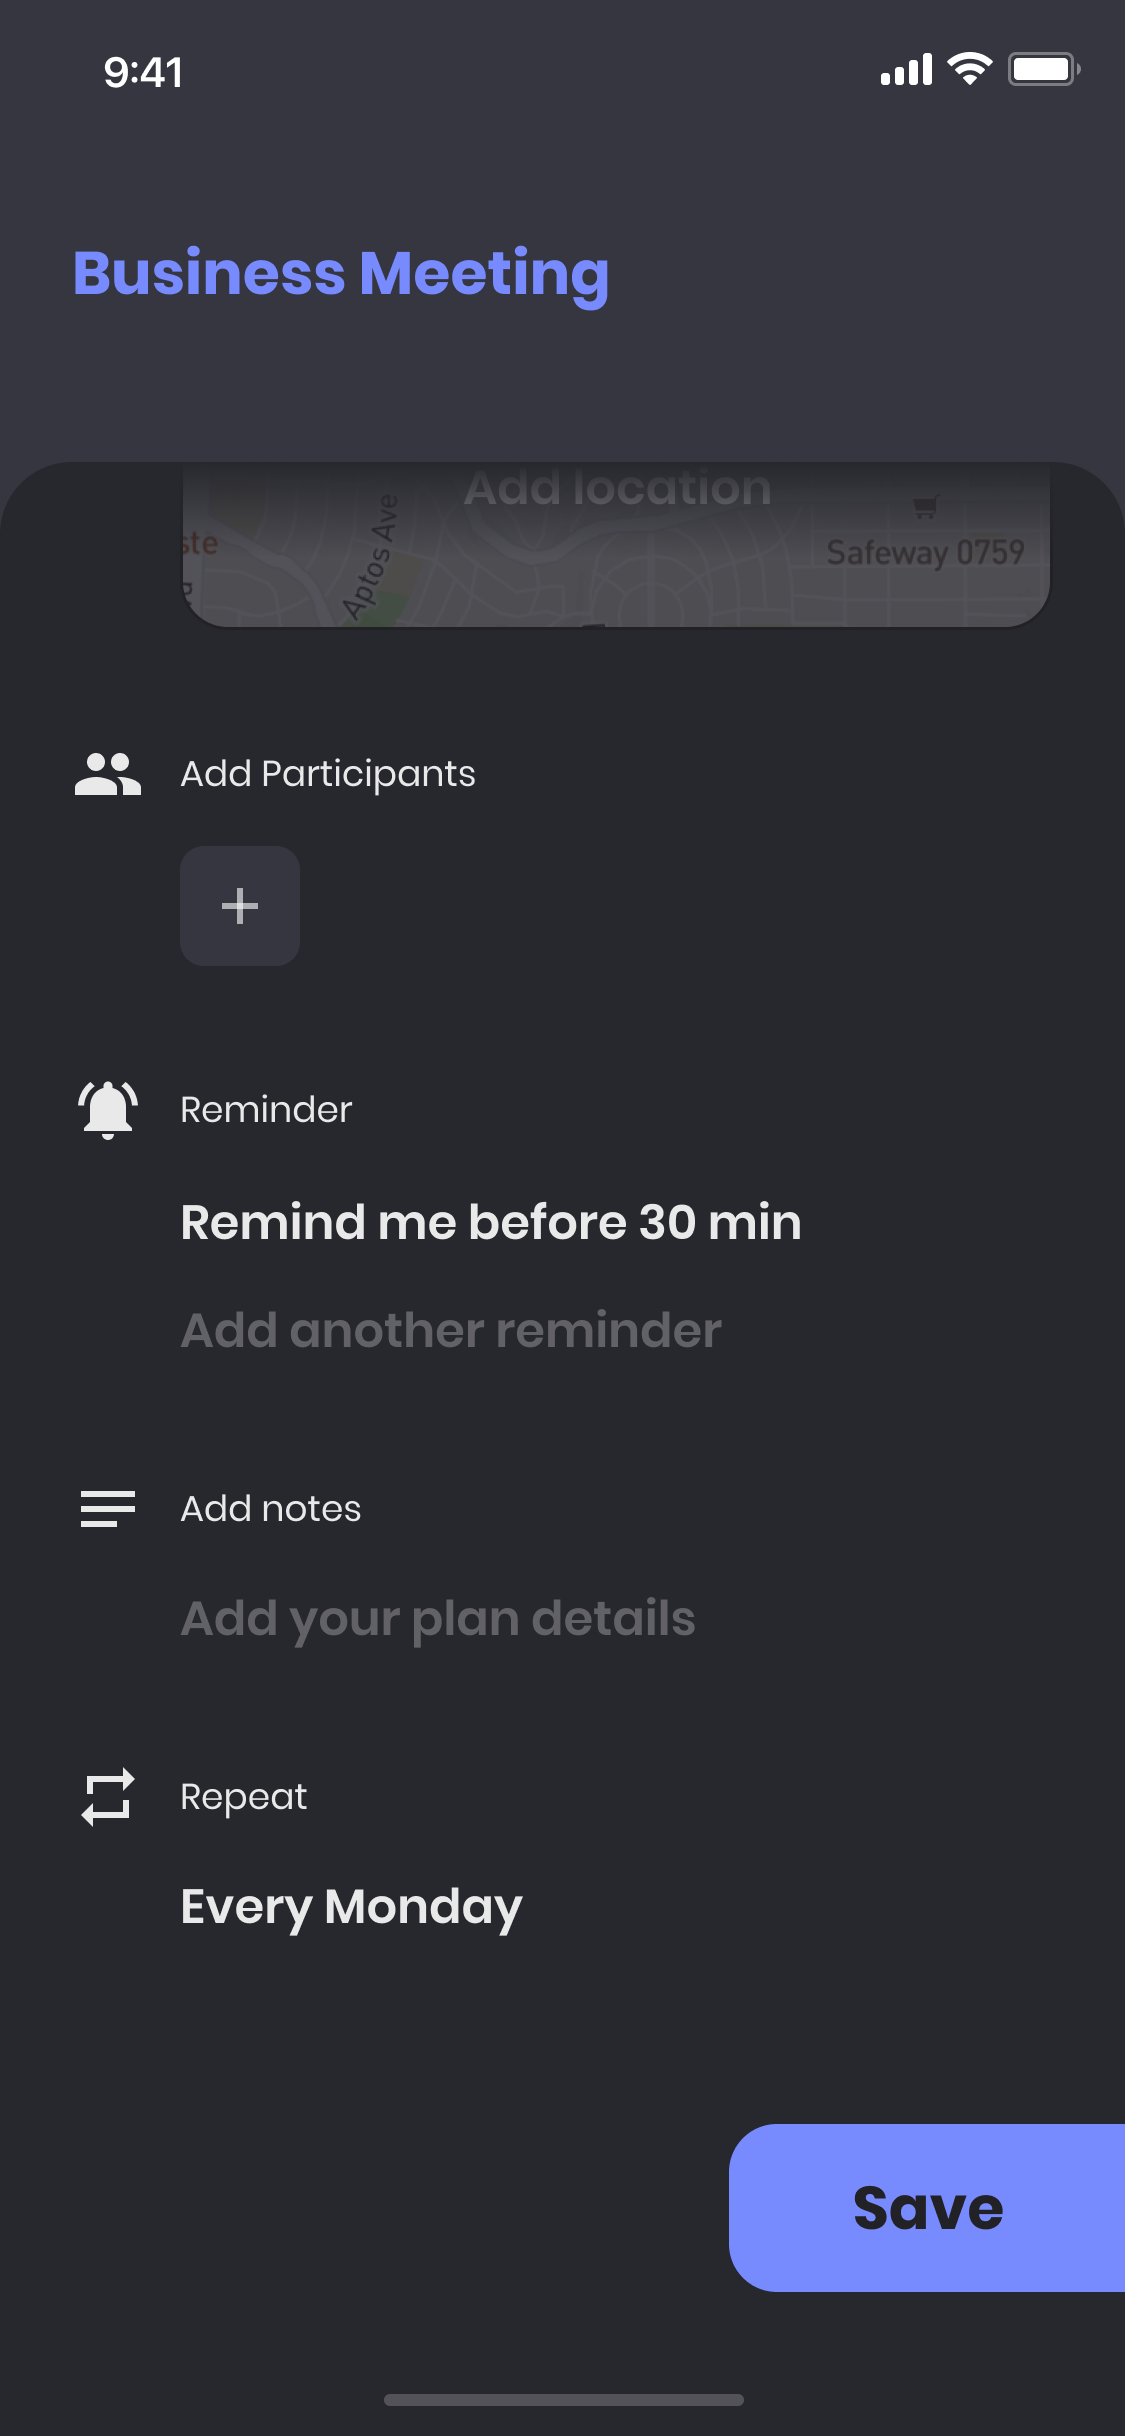 9:41
Business Meeting
Add location
Aptos Ave
ste
Safeway 0759
Add Participants
Reminder
Remind me before 30 min
Add another reminder
Add notes
Add your plan details
Repeat
Every Monday
Save